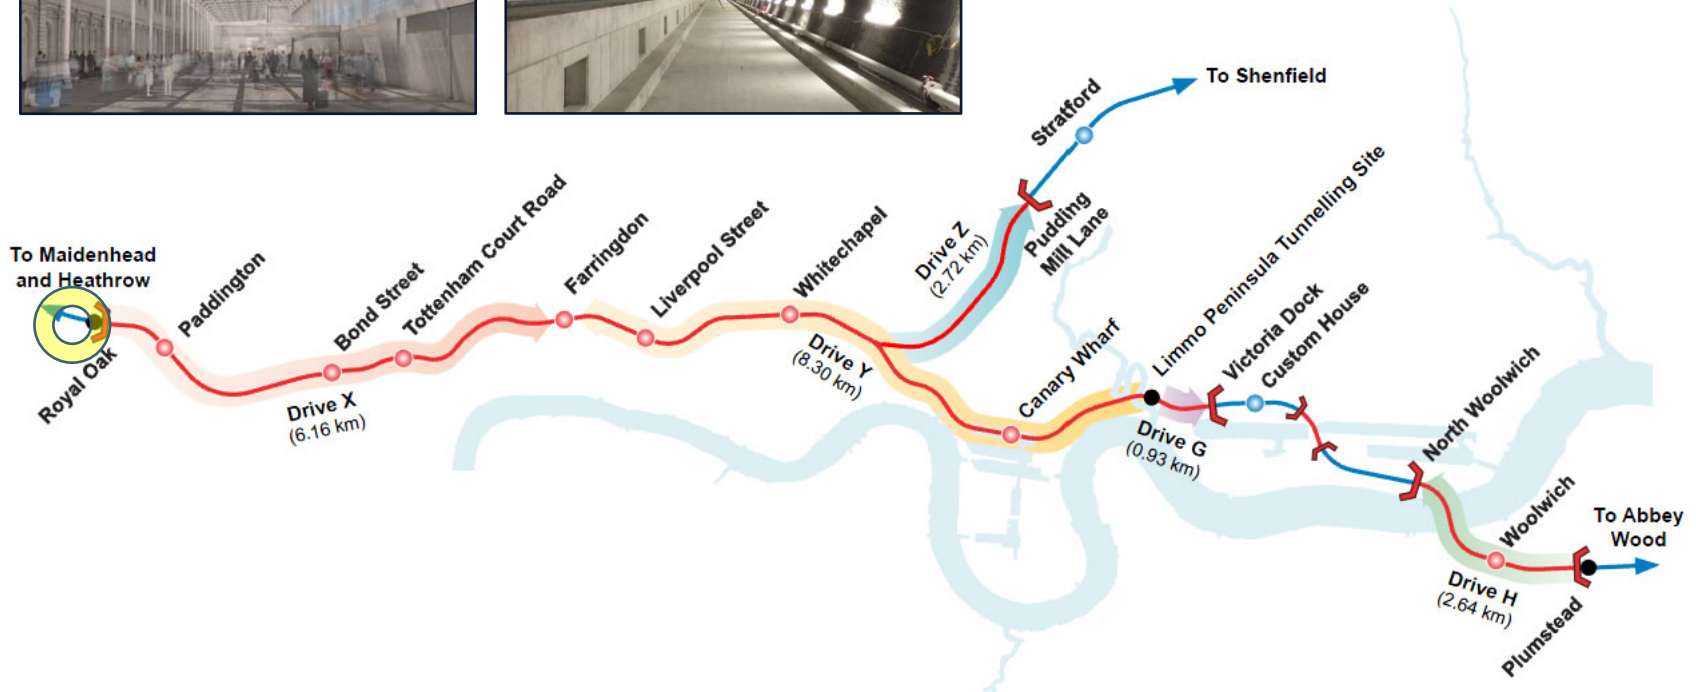 To Maidenhead
and Heathrow
Royal Oak
Paddington
Bond Street
Tottenham Court Road
Drive X
(6.16 km)
Farringdon
Liverpool Street
Whitechapel
Drive Y
(8.30 km)
Drive Z
(2.72 km)
Pudding
Mill Lane
Stratford
To Shenfield
Canary Wharf
Limmo Peninsula Tunnelling Site
Drive G
(0.93 km)
Victoria Dock
Custom House
North Woolwich
Woolwich
Drive H
(2.64 km)
Plumstead
To Abbey
Wood